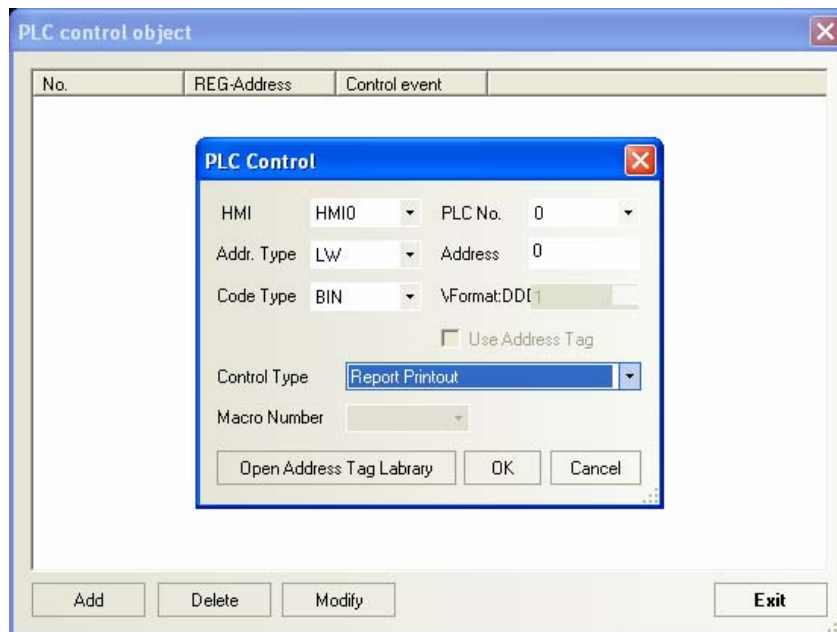 PLC control object
No. REG-Address Control event
PLC Control
HMI HMI0 PLC No. 0
Addr. Type LW Address 0
Code Type BIN \Format:DDD 1
Use Address Tag
Control Type Report Printout
Macro Number
Open Address Tag Labrary OK Cancel
Add Delete Modify Exit